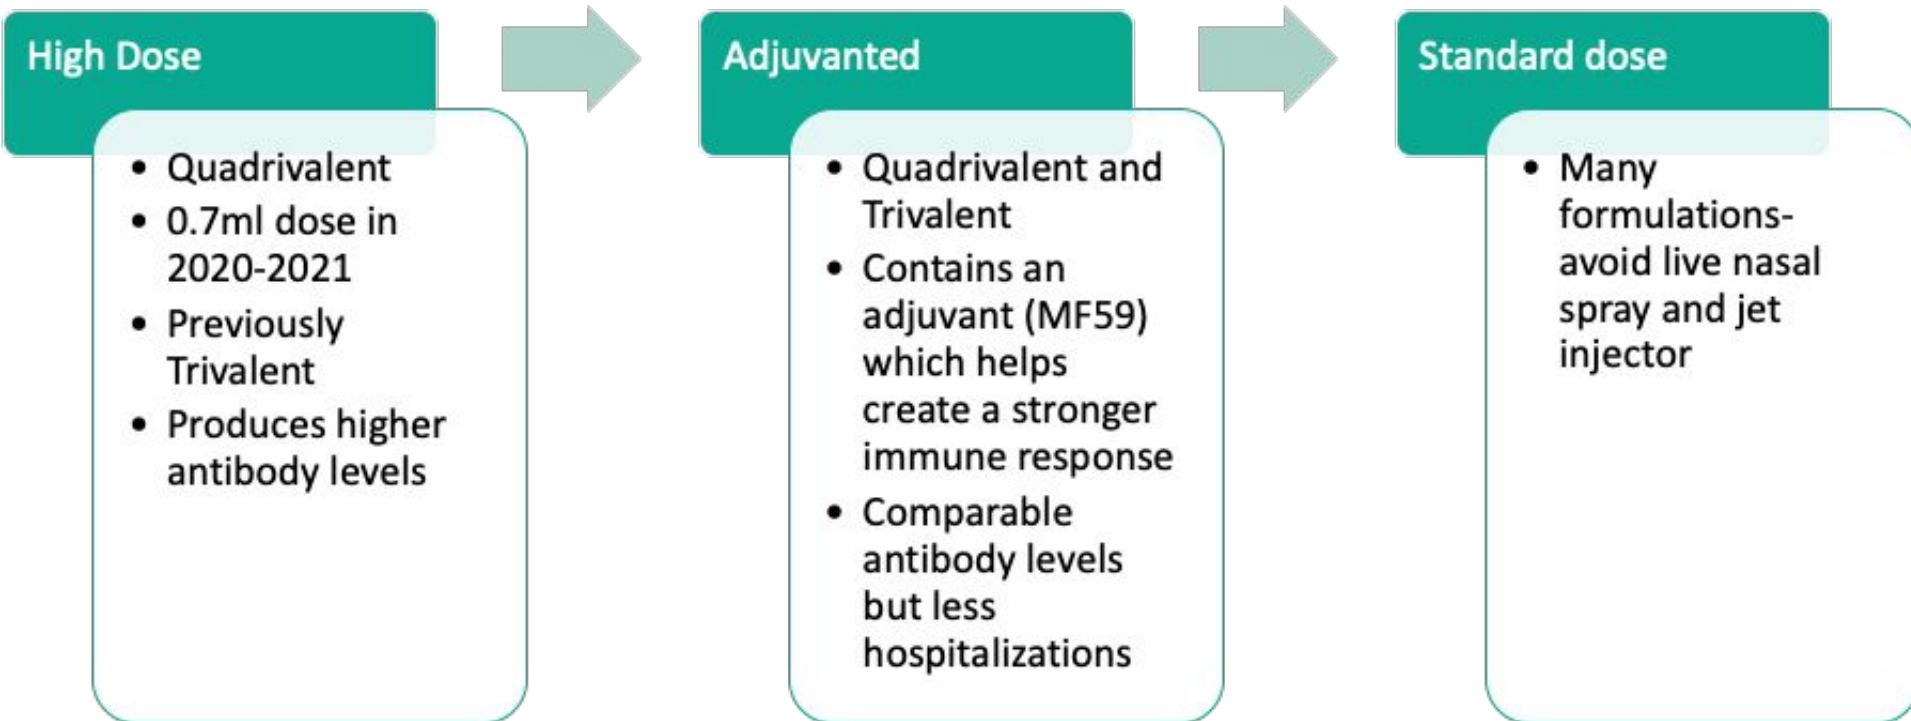 High Dose
• Quadrivalent
• 0.7ml dose in
2020-2021
• Previously
Trivalent
• Produces higher
antibody levels
Adjuvanted
• Quadrivalent and
Trivalent
• Contains an
adjuvant (MF59)
which helps
create a stronger
immune response
• Comparable
antibody levels
but less
hospitalizations
Standard dose
• Many
formulations-
avoid live nasal
spray and jet
injector